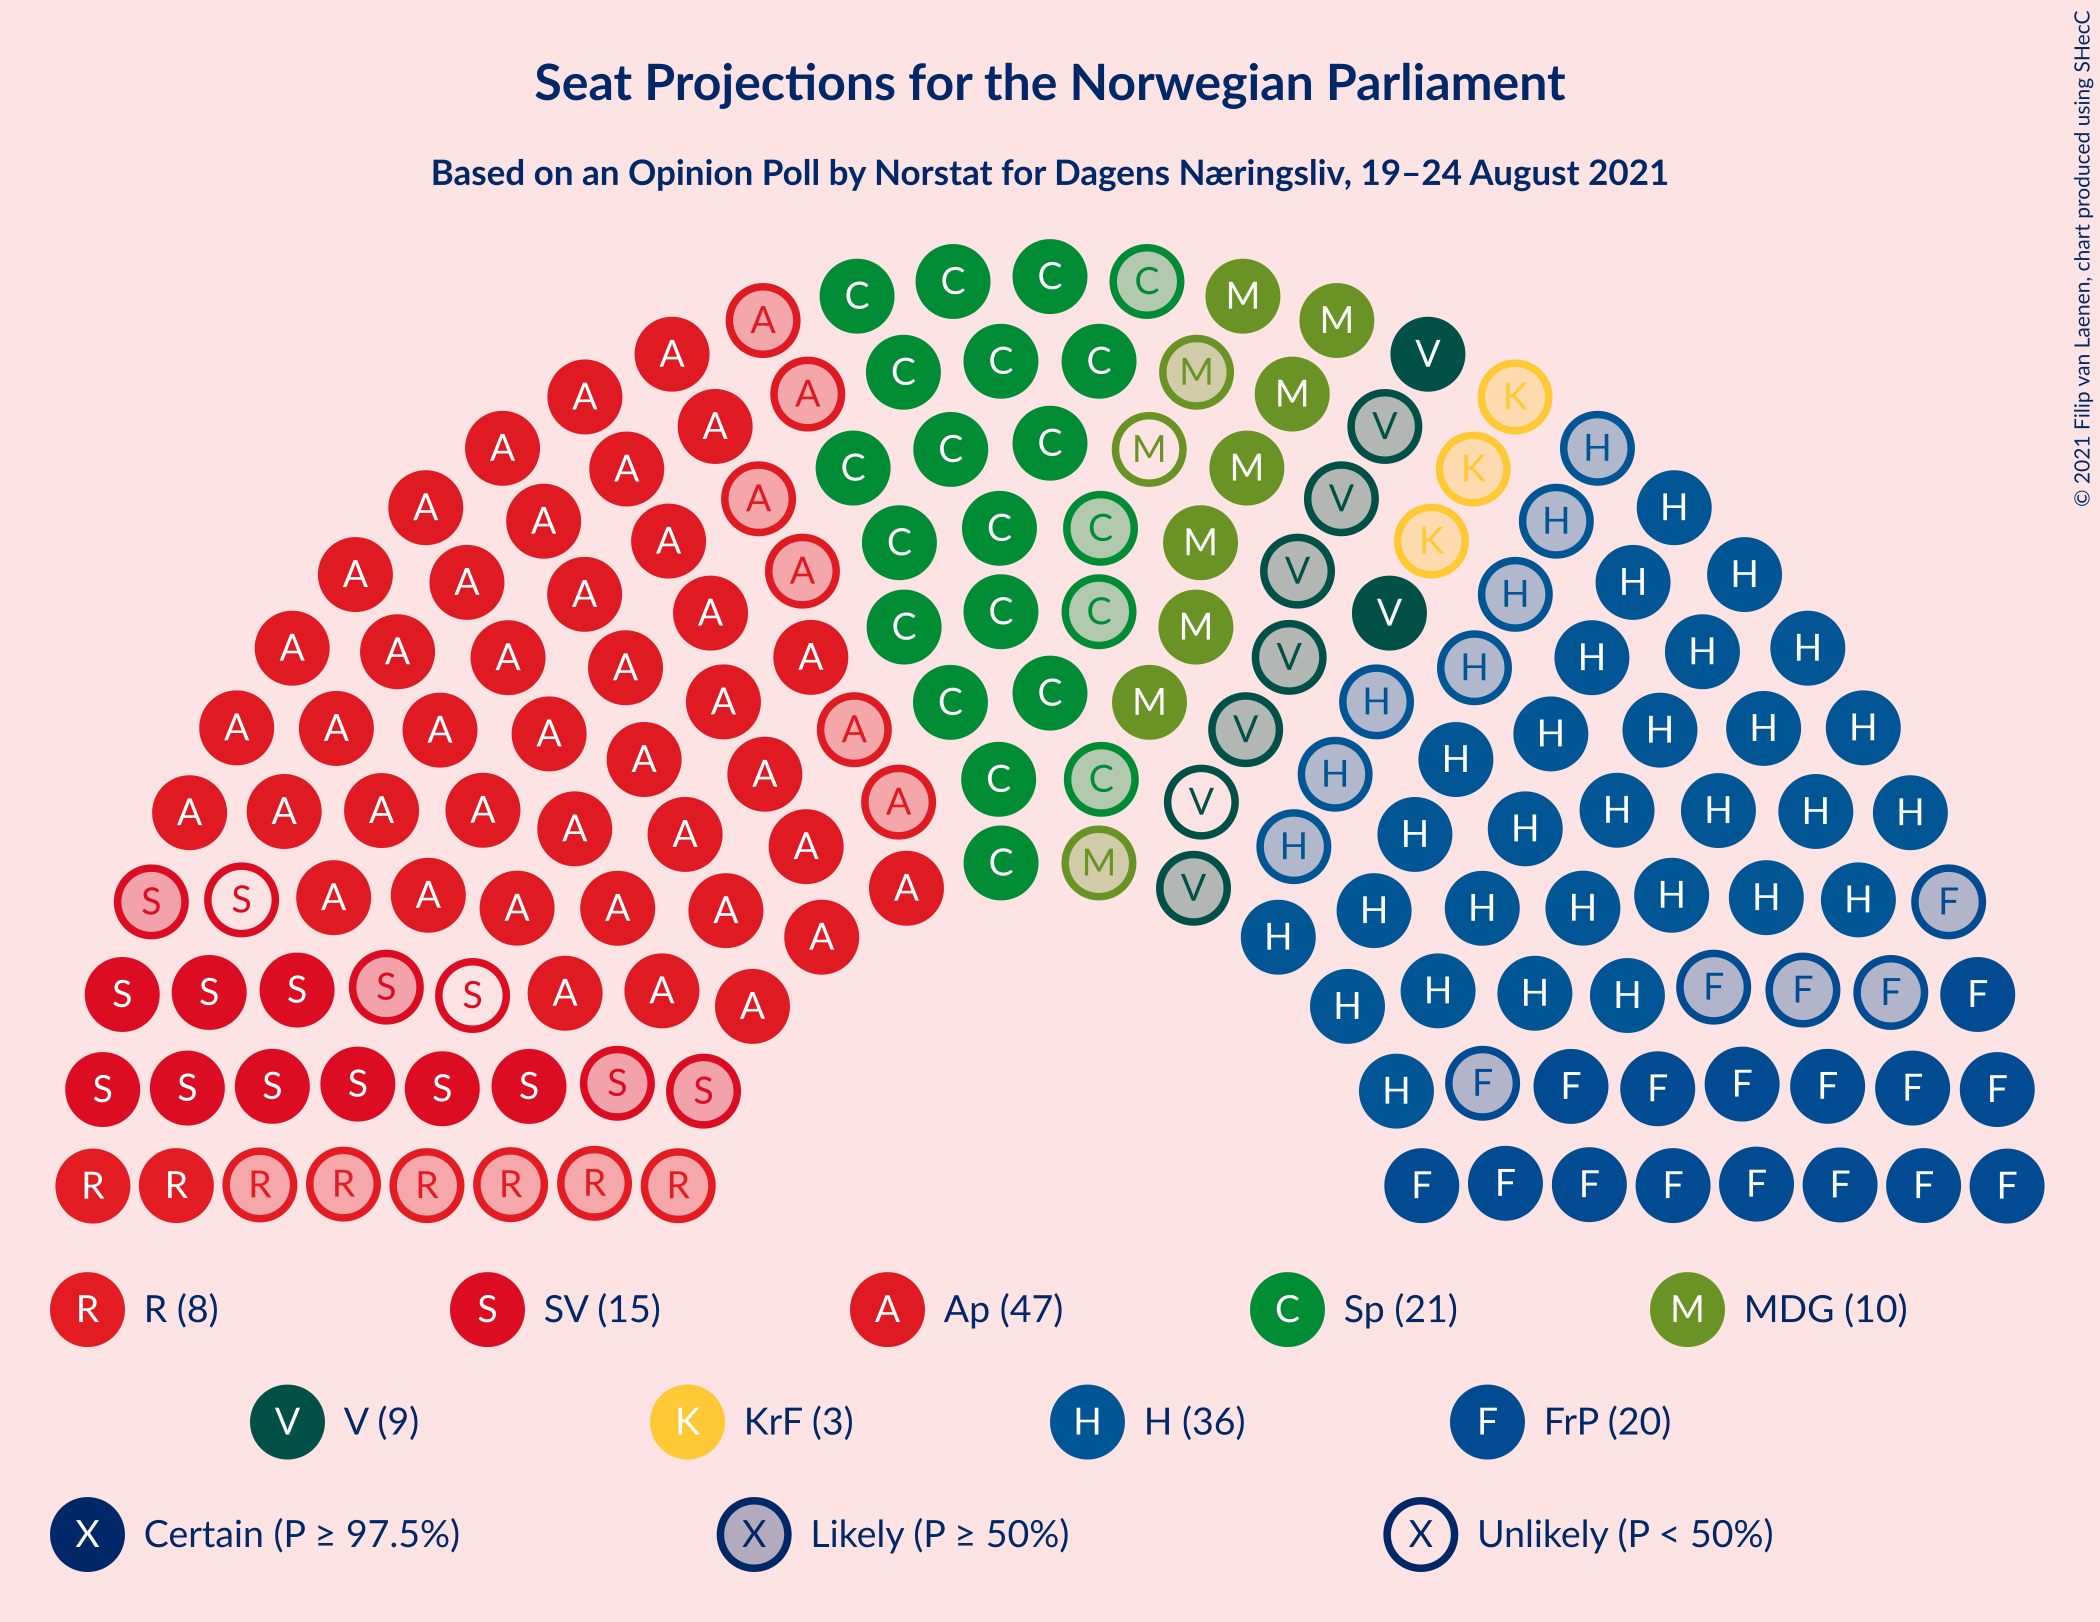 Seat Projections for the Norwegian Parliament
Based on an Opinion Poll by Norstat for Dagens Næringsliv, 19–24 August 2021
© 2021 Filip van Laenen, chart produced using SHecC
C C C C M M
A V
A K
A C C C M M H
A A V H
A A K H
A C C C M M V H
A A A V H
A A A K H
A A A C C C M V H
A A A A V H
A A A A C C C M V H H
A A A A A C C M V H H H
A A A A A A V H H H
A A A A A A A C C V H H H H H H
S S A A A A A A A C M V H H H H H H H F
S S S S S A A A A H H H H H F F F F
S S S S S S S S H F F F F F F F
R R R R R R R R F F F F F F F F
R R (8) S SV (15) A Ap (47) C Sp (21) M MDG (10)
V V (9) K KrF (3) H H (36) F FrP (20)
X Certain (P ≥ 97.5%) X Likely (P ≥ 50%) X Unlikely (P < 50%)